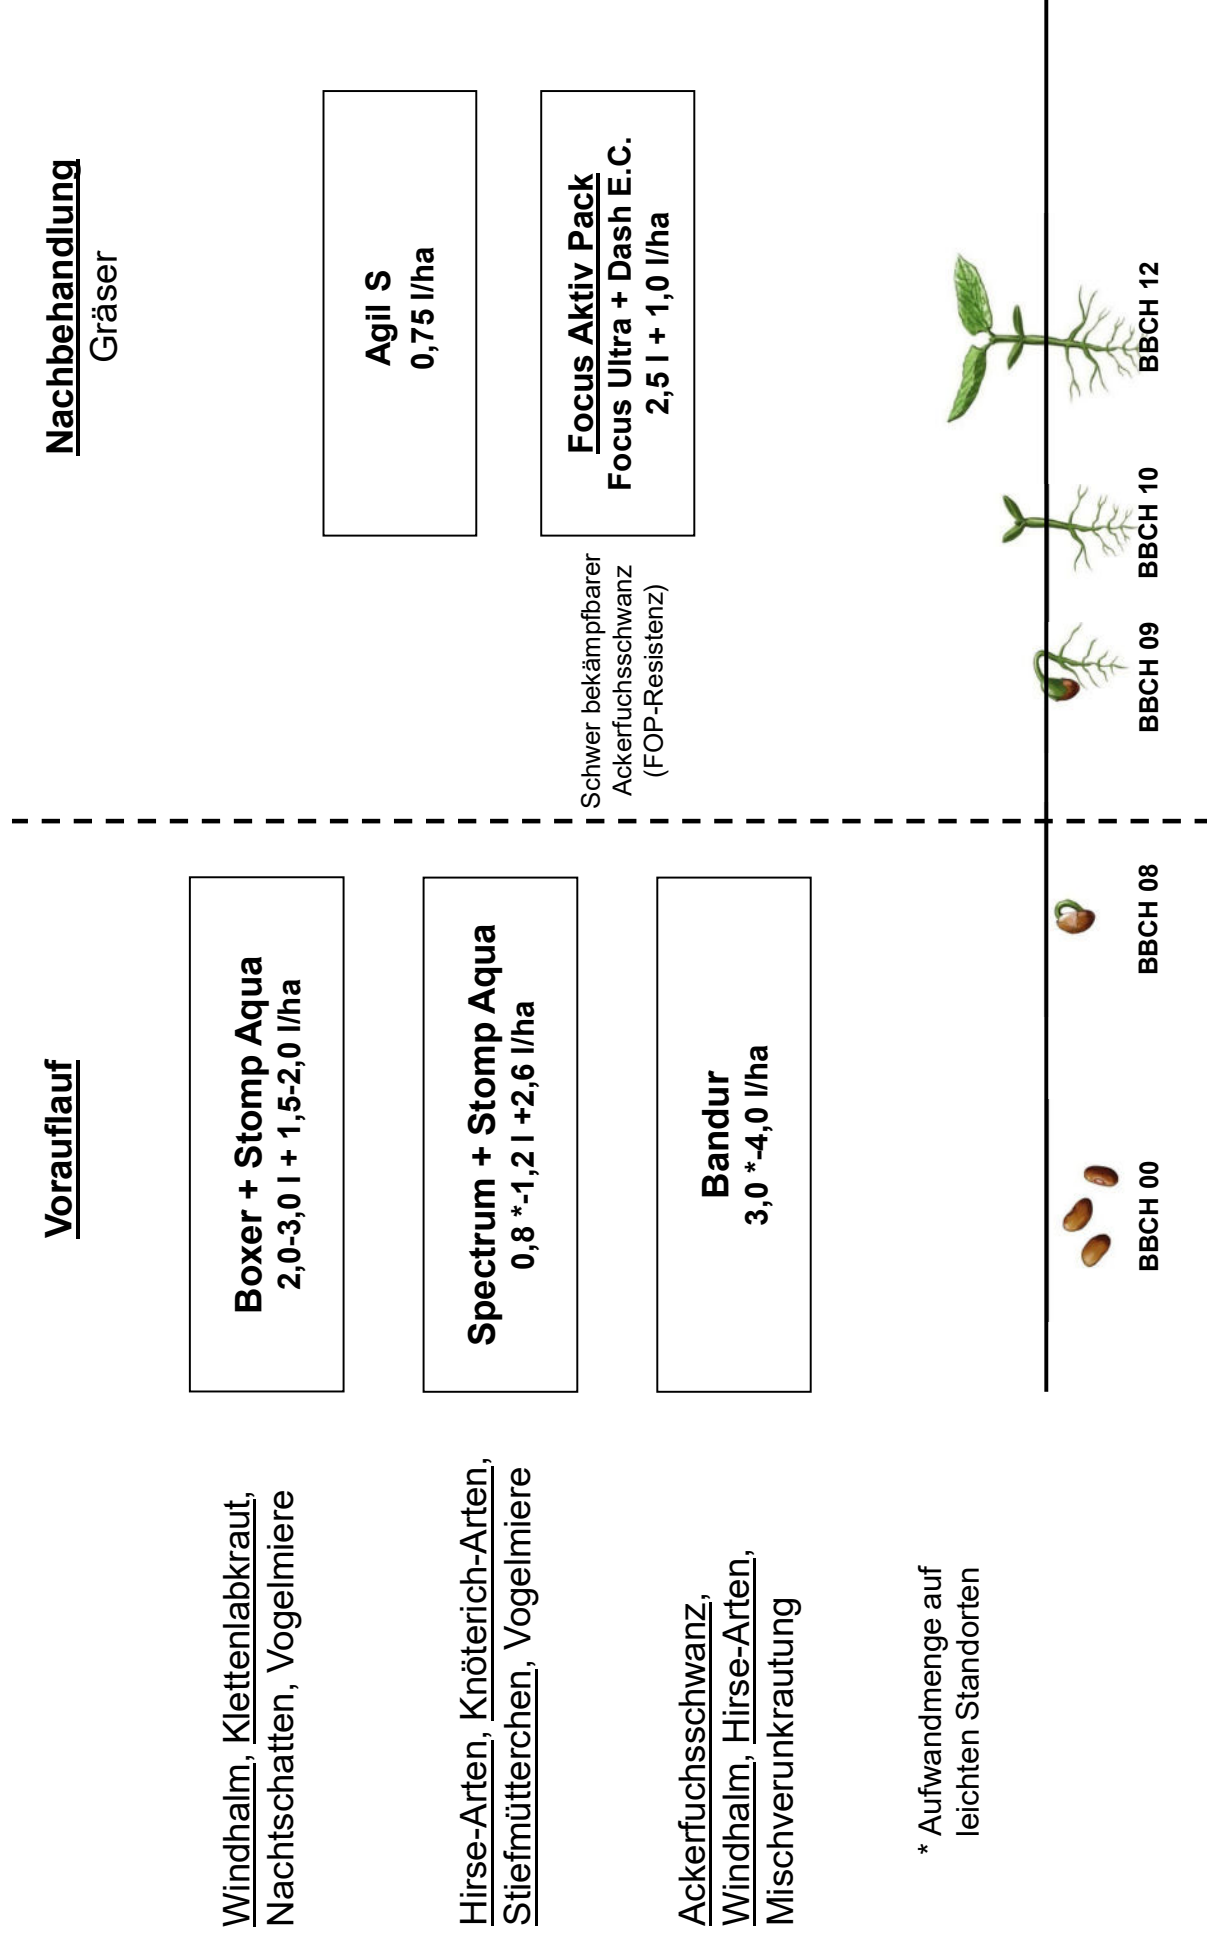 Vorauflauf
Nachbehandlung
Gräser
Windhalm, Klettenlabkraut,
Nachtschatten, Vogelmiere
Boxer + Stomp Aqua
2,0-3,0 l + 1,5-2,0 l/ha
Agil S
0,75 l/ha
Hirse-Arten, Knöterich-Arten,
Stiefmütterchen, Vogelmiere
Spectrum + Stomp Aqua
0,8 *-1,2 l +2,6 l/ha
Schwer bekämpfbarer
Ackerfuchsschwanz
(FOP-Resistenz)
Focus Aktiv Pack
Focus Ultra + Dash E.C.
2,5 l + 1,0 l/ha
Ackerfuchsschwanz,
Windhalm, Hirse-Arten,
Mischverunkrautung
Bandur
3,0 *-4,0 l/ha
* Aufwandmenge auf
leichten Standorten
BBCH 00
BBCH 08
BBCH 09
BBCH 10
BBCH 12